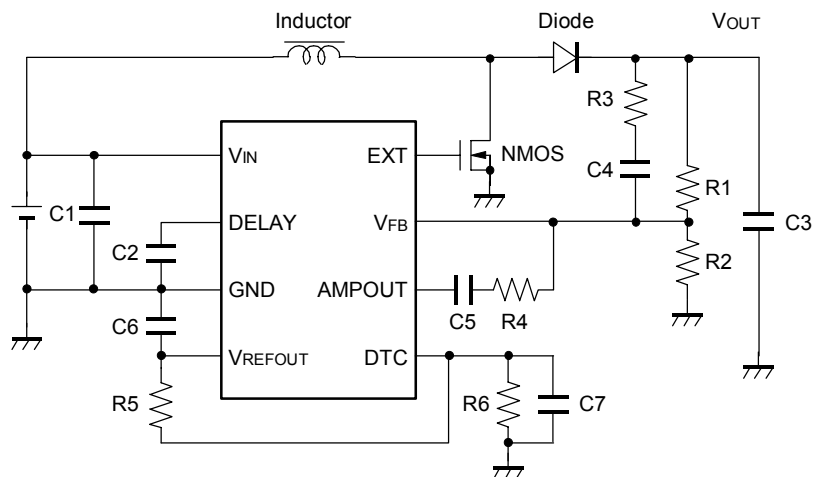 Inductor
Diode
VOUT
R3
VIN
EXT
NMOS
C4
R1
C1
DELAY
VFB
C3
C2
R2
GND
AMPOUT
C5
R4
C6
VREFOUT
DTC
R5
R6
C7